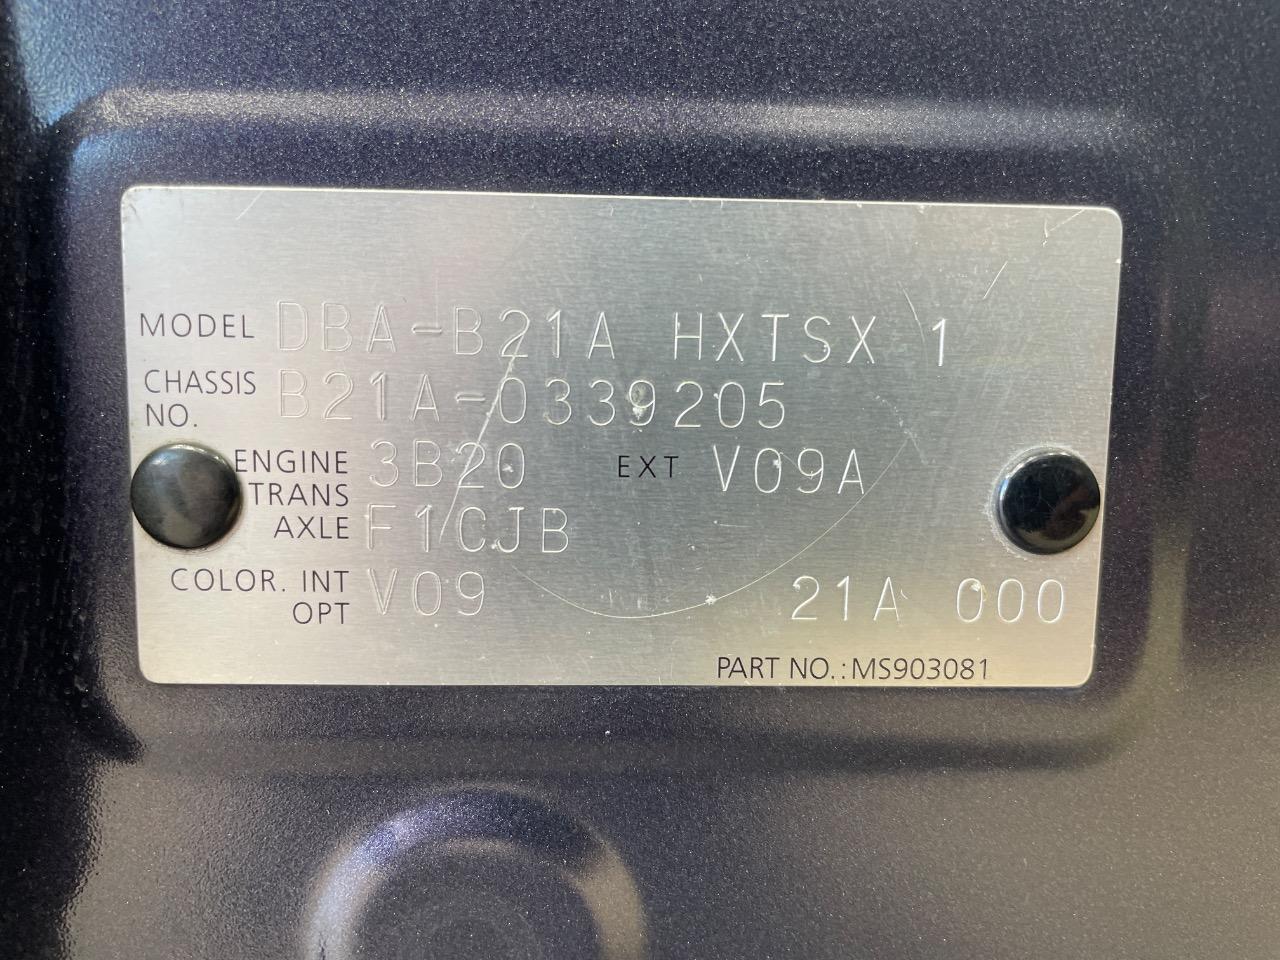 MODEL DBA-B21A HXTSX 1
CHASSIS NO. B21A-0339205
ENGINE 3B20 EXT V09A
TRANS
AXLE F1CJB
COLOR. INT V09 21A 000
OPT
PART NO.:MS903081